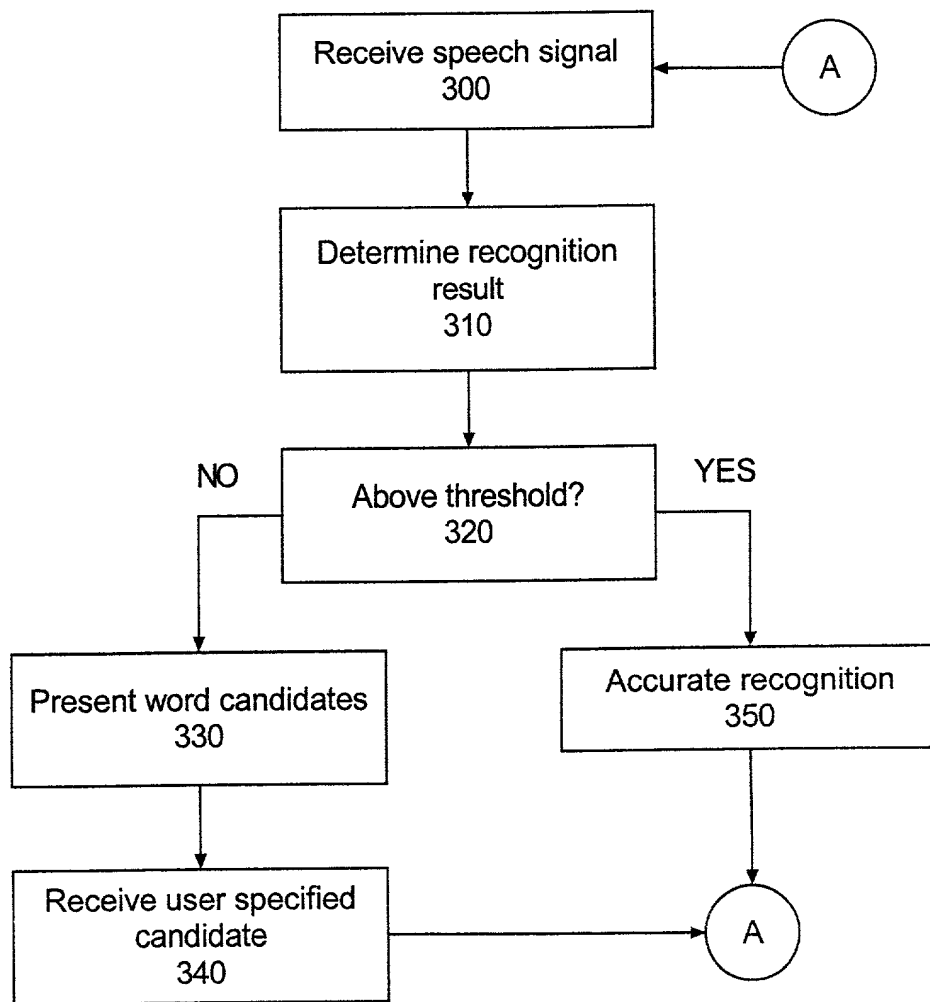 Receive speech signal
300
A
Determine recognition
result
310
NO
YES
Above threshold?
320
Present word candidates
330
Accurate recognition
350
Receive user specified
candidate
340
A